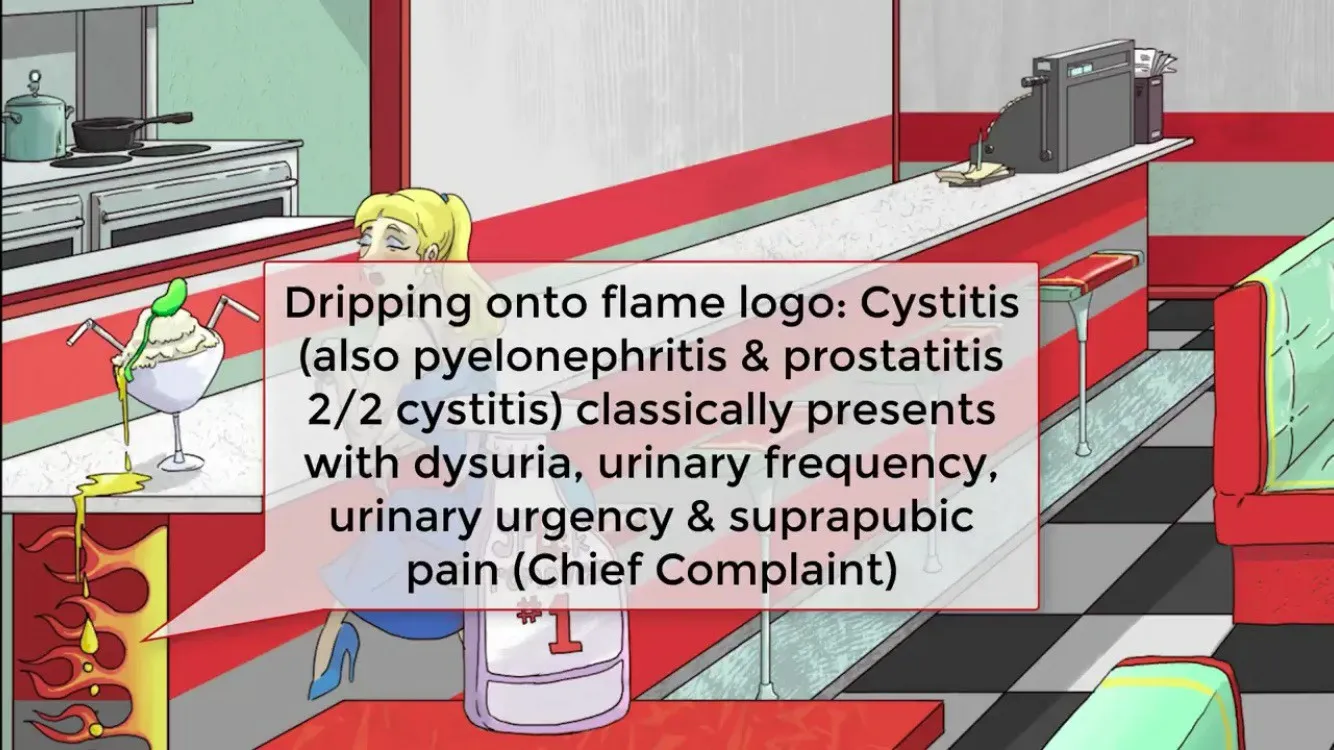 Dripping onto flame logo: Cystitis
(also pyelonephritis & prostatitis
2/2 cystitis) classically presents
with dysuria, urinary frequency,
urinary urgency & suprapubic
pain (Chief Complaint)
#1